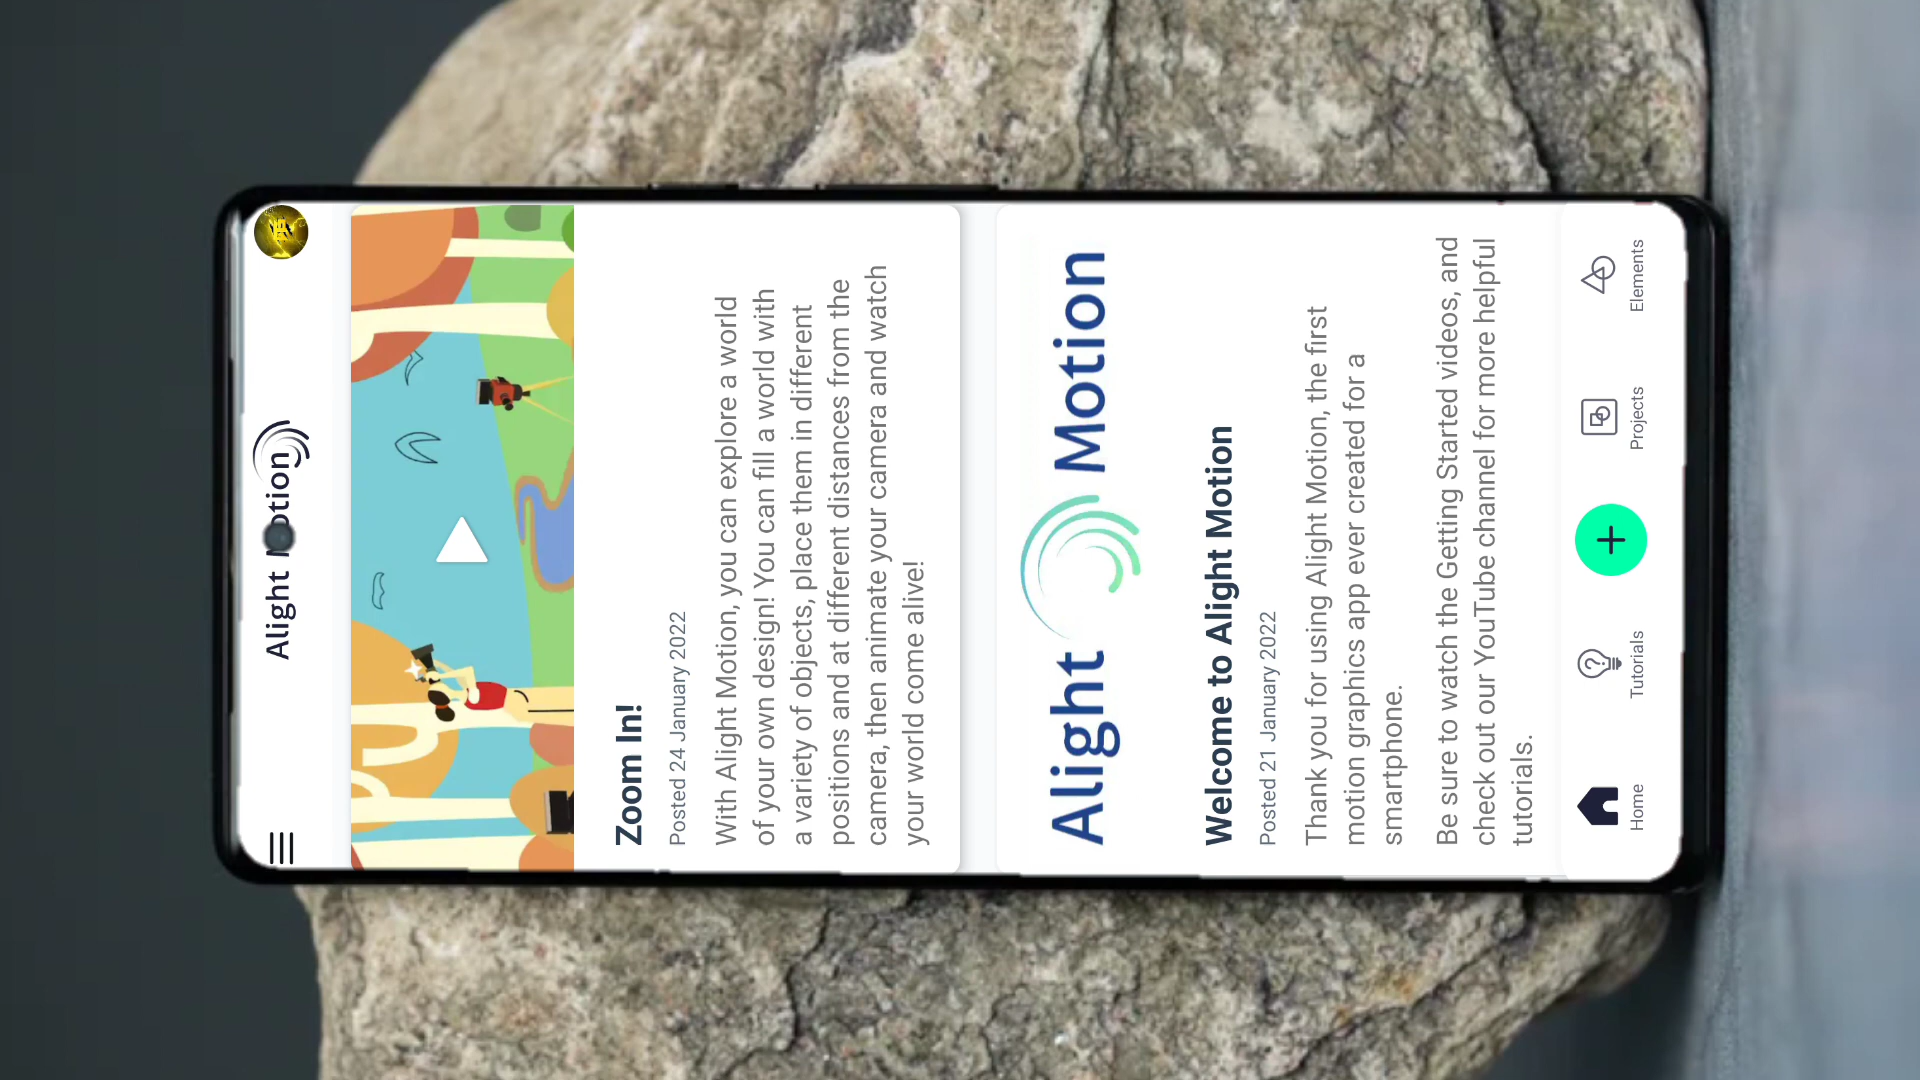 Alight Motion
Zoom In!
Posted 24 January 2022
With Alight Motion, you can explore a world
of your own design! You can fill a world with
a variety of objects, place them in different
positions and at different distances from the
camera, then animate your camera and watch
your world come alive!
Alight Motion
Welcome to Alight Motion
Posted 21 January 2022
Thank you for using Alight Motion, the first
motion graphics app ever created for a
smartphone.
Be sure to watch the Getting Started videos, and
check out our YouTube channel for more helpful
tutorials.
Home
Tutorials
Projects
Elements